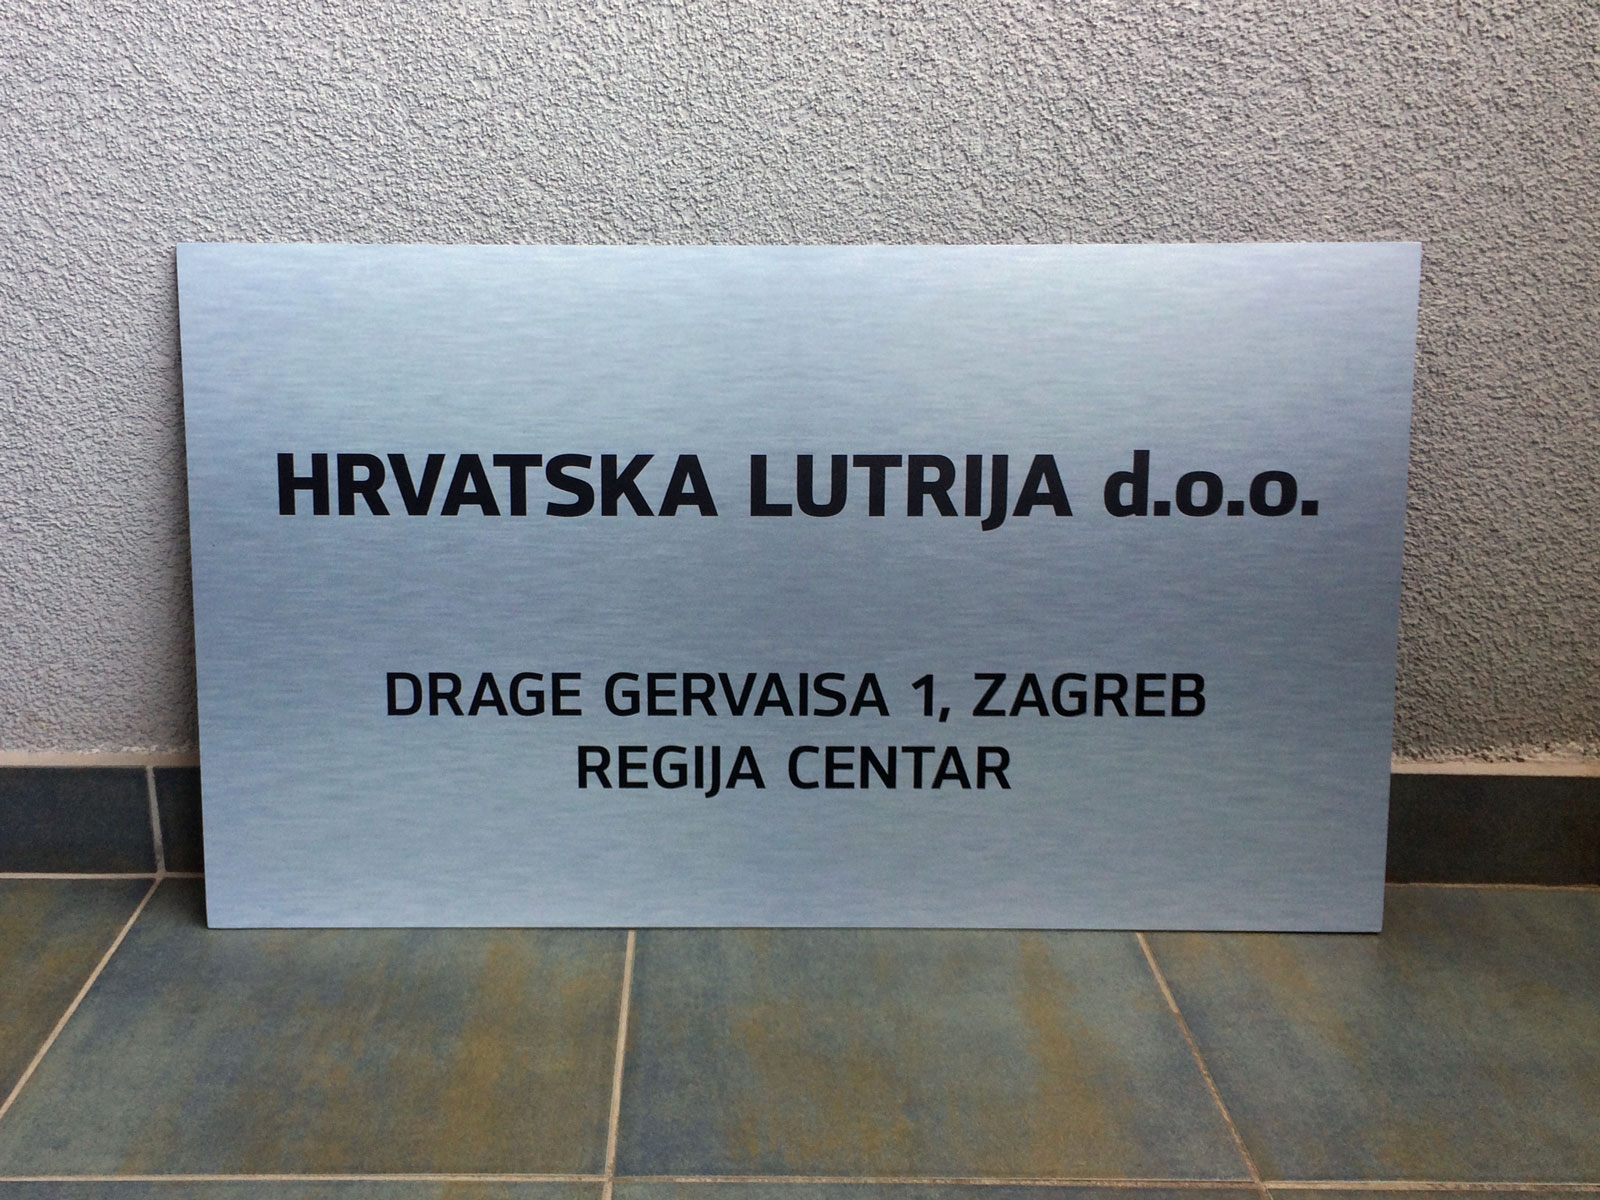 HRVATSKA LUTRIJA d.o.o.
DRAGE GERVAISA 1, ZAGREB
REGIJA CENTAR